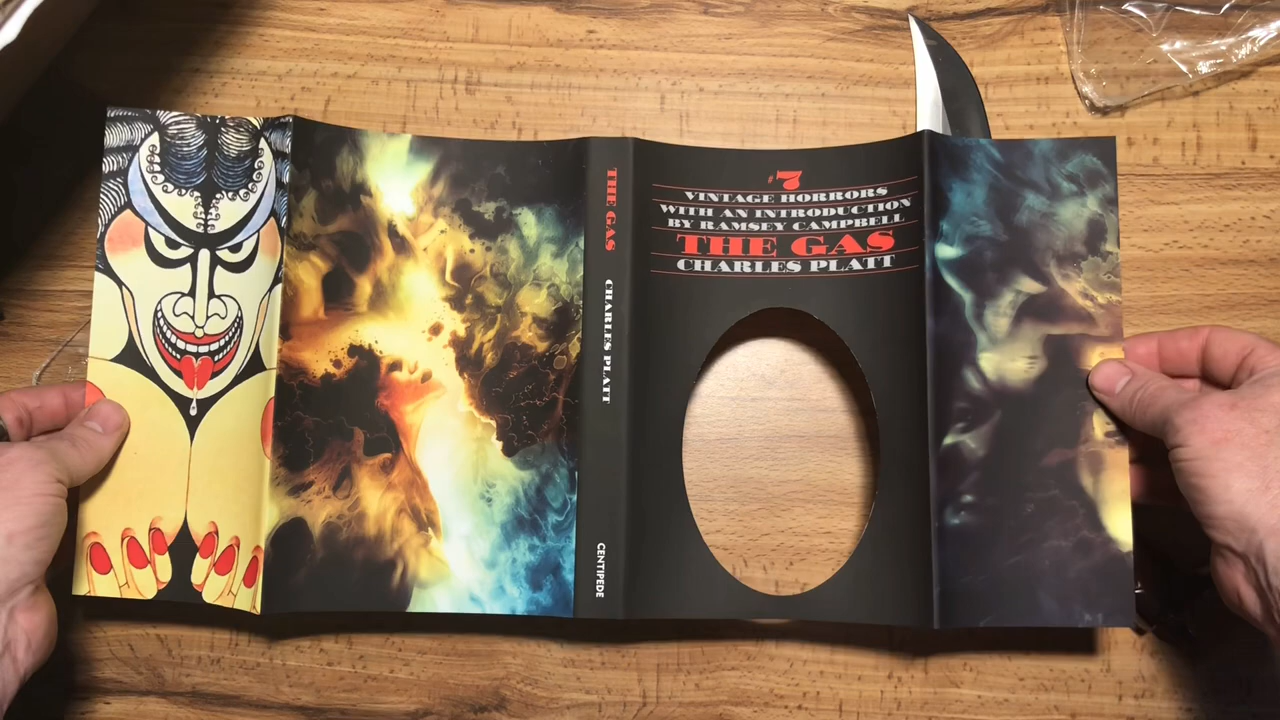 THE GAS
CHARLES PLATT
CENTIPEDE
#7
VINTAGE HORRORS
WITH AN INTRODUCTION
BY RAMSEY CAMPBELL
THE GAS
CHARLES PLATT